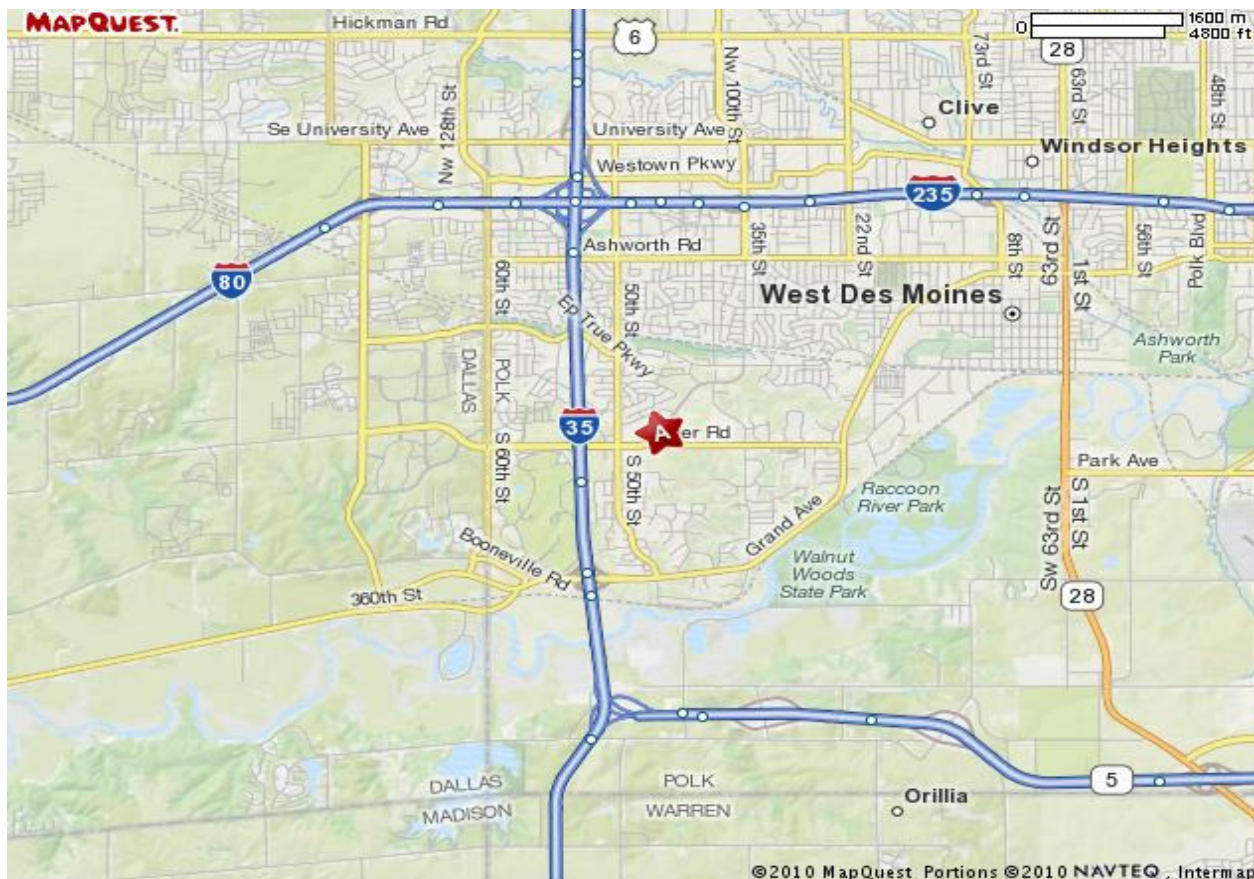 MAPQUEST.
Hickman Rd
6
0
1600 m
4800 ft
28
73rd St
63rd St
48th St
Nw 100th St
Nw 128th St
Clive
Se University Ave
University Ave
Windsor Heights
Westown Pkwy
235
Ashworth Rd
35th St
22nd St
8th St
63rd St
1st St
56th St
Polk Blvd
80
60th St
50th St
Ep True Pkwy
West Des Moines
Ashworth
Park
DALLAS
POLK
35
A
er Rd
S 60th St
S 50th St
Park Ave
Raccoon
River Park
Grand Ave
Sw 63rd St
S 1st St
Booneville Rd
Walnut
Woods
State Park
360th St
28
DALLAS
POLK
MADISON
WARREN
5
Orillia
©2010 MapQuest Portions ©2010 NAVTEQ, Intermap